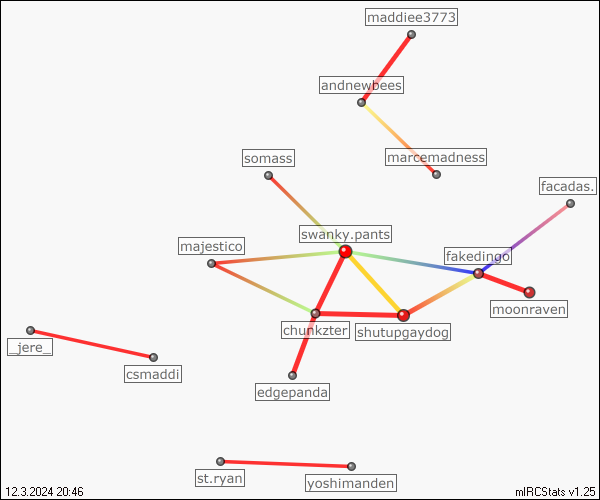 maddiee3773
andnewbees
marcemadness
somass
facadas.
swanky.pants
majestico
fakedingo
moonraven
chunkzter
shutupgaydog
_jere_
csmaddi
edgepanda
st.ryan
yoshimanden
12.3.2024 20:46
mIRCStats v1.25